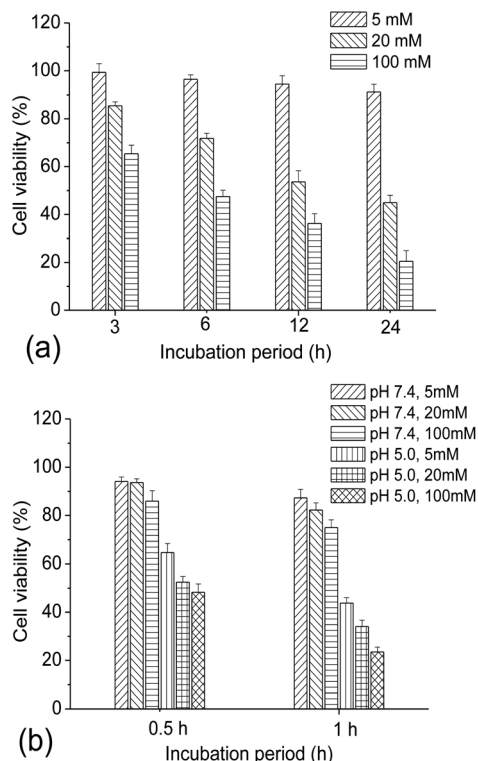 5 mM
20 mM
100 mM
120
100
80
60
40
20
0
Cell viability (%)
3 6 12 24
Incubation period (h)
(a)
pH 7.4, 5mM
pH 7.4, 20mM
pH 7.4, 100mM
pH 5.0, 5mM
pH 5.0, 20mM
pH 5.0, 100mM
120
100
80
60
40
20
0
Cell viability (%)
0.5 h 1 h
Incubation period (h)
(b)